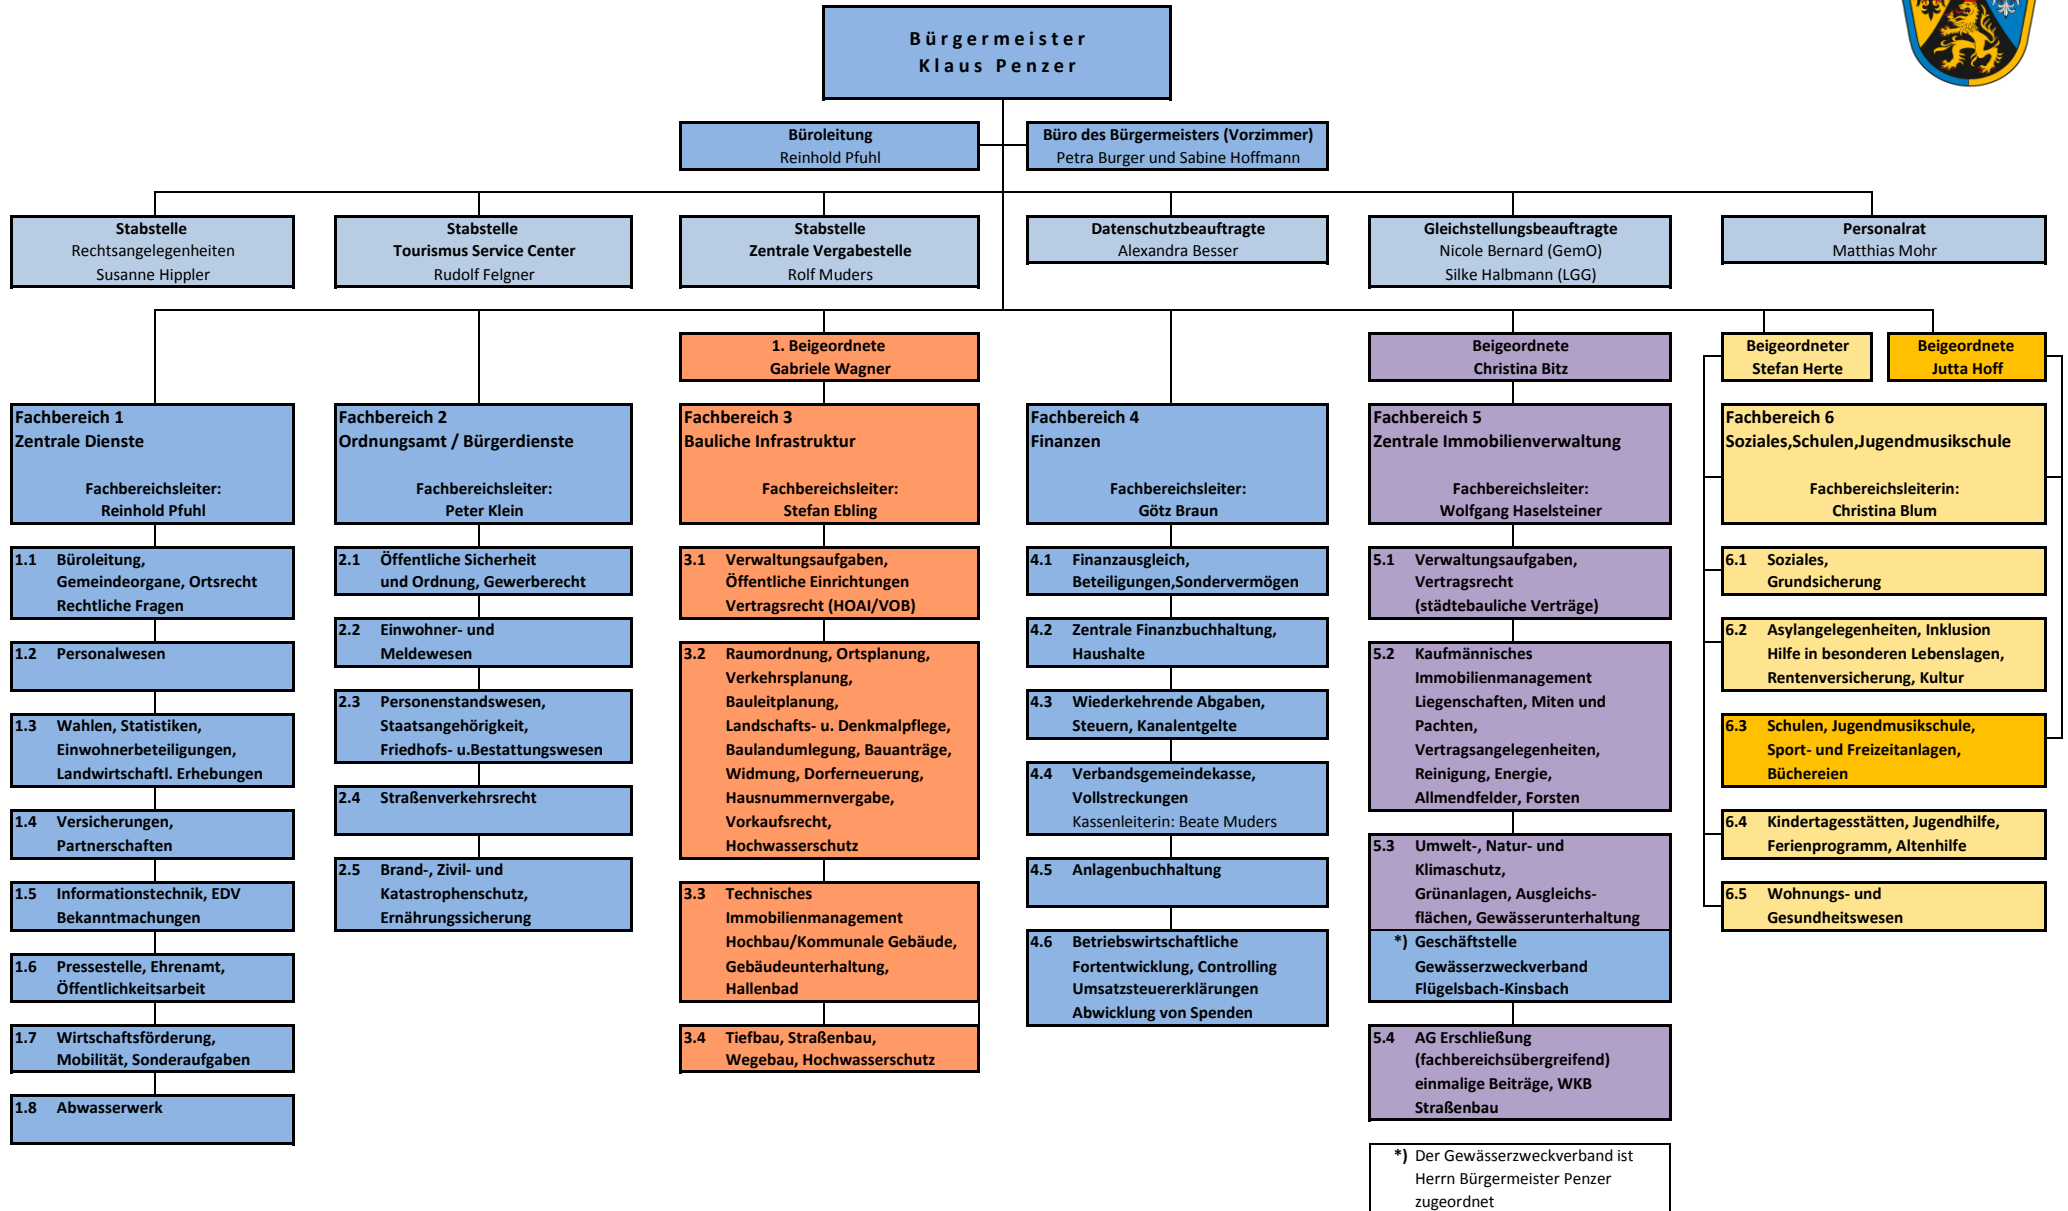 Bürgermeister
Klaus Penzer
Büroleitung
Reinhold Pfuhl
Büro des Bürgermeisters (Vorzimmer)
Petra Burger und Sabine Hoffmann
Stabstelle
Rechtsangelegenheiten
Susanne Hippler
Stabstelle
Tourismus Service Center
Rudolf Felgner
Stabstelle
Zentrale Vergabestelle
Rolf Muders
Datenschutzbeauftragte
Alexandra Besser
Gleichstellungsbeauftragte
Nicole Bernard (GemO)
Silke Halbmann (LGG)
Personalrat
Matthias Mohr
1. Beigeordnete
Gabriele Wagner
Beigeordnete
Christina Bitz
Beigeordneter
Stefan Herte
Beigeordnete
Jutta Hoff
Fachbereich 1
Zentrale Dienste
Fachbereichsleiter:
Reinhold Pfuhl
1.1 Büroleitung,
Gemeindeorgane, Ortsrecht
Rechtliche Fragen
1.2 Personalwesen
1.3 Wahlen, Statistiken,
Einwohnerbeteiligungen,
Landwirtschaftl. Erhebungen
1.4 Versicherungen,
Partnerschaften
1.5 Informationstechnik, EDV
Bekanntmachungen
1.6 Pressestelle, Ehrenamt,
Öffentlichkeitsarbeit
1.7 Wirtschaftsförderung,
Mobilität, Sonderaufgaben
1.8 Abwasserwerk
Fachbereich 2
Ordnungsamt / Bürgerdienste
Fachbereichsleiter:
Peter Klein
2.1 Öffentliche Sicherheit
und Ordnung, Gewerberecht
2.2 Einwohner- und
Meldewesen
2.3 Personenstandswesen,
Staatsangehörigkeit,
Friedhofs- u.Bestattungswesen
2.4 Straßenverkehrsrecht
2.5 Brand-, Zivil- und
Katastrophenschutz,
Ernährungssicherung
Fachbereich 3
Bauliche Infrastruktur
Fachbereichsleiter:
Stefan Ebling
3.1 Verwaltungsaufgaben,
Öffentliche Einrichtungen
Vertragsrecht (HOAI/VOB)
3.2 Raumordnung, Ortsplanung,
Verkehrsplanung,
Bauleitplanung,
Landschafts- u. Denkmalpflege,
Baulandumlegung, Bauanträge,
Widmung, Dorferneuerung,
Hausnummernvergabe,
Vorkaufsrecht,
Hochwasserschutz
3.3 Technisches
Immobilienmanagement
Hochbau/Kommunale Gebäude,
Gebäudeunterhaltung,
Hallenbad
3.4 Tiefbau, Straßenbau,
Wegebau, Hochwasserschutz
Fachbereich 4
Finanzen
Fachbereichsleiter:
Götz Braun
4.1 Finanzausgleich,
Beteiligungen,Sondervermögen
4.2 Zentrale Finanzbuchhaltung,
Haushalte
4.3 Wiederkehrende Abgaben,
Steuern, Kanalentgelte
4.4 Verbandsgemeindekasse,
Vollstreckungen
Kassenleiterin: Beate Muders
4.5 Anlagenbuchhaltung
4.6 Betriebswirtschaftliche
Fortentwicklung, Controlling
Umsatzsteuererklärungen
Abwicklung von Spenden
Fachbereich 5
Zentrale Immobilienverwaltung
Fachbereichsleiter:
Wolfgang Haselsteiner
5.1 Verwaltungsaufgaben,
Vertragsrecht
(städtebauliche Verträge)
5.2 Kaufmännisches
Immobilienmanagement
Liegenschaften, Miten und
Pachten,
Vertragsangelegenheiten,
Reinigung, Energie,
Allmendfelder, Forsten
5.3 Umwelt-, Natur- und
Klimaschutz,
Grünanlagen, Ausgleichs-
flächen, Gewässerunterhaltung
*) Geschäftstelle
Gewässerzweckverband
Flügelsbach-Kinsbach
5.4 AG Erschließung
(fachbereichsübergreifend)
einmalige Beiträge, WKB
Straßenbau
*) Der Gewässerzweckverband ist
Herrn Bürgermeister Penzer
zugeordnet
Fachbereich 6
Soziales,Schulen,Jugendmusikschule
Fachbereichsleiterin:
Christina Blum
6.1 Soziales,
Grundsicherung
6.2 Asylangelegenheiten, Inklusion
Hilfe in besonderen Lebenslagen,
Rentenversicherung, Kultur
6.3 Schulen, Jugendmusikschule,
Sport- und Freizeitanlagen,
Büchereien
6.4 Kindertagesstätten, Jugendhilfe,
Ferienprogramm, Altenhilfe
6.5 Wohnungs- und
Gesundheitswesen